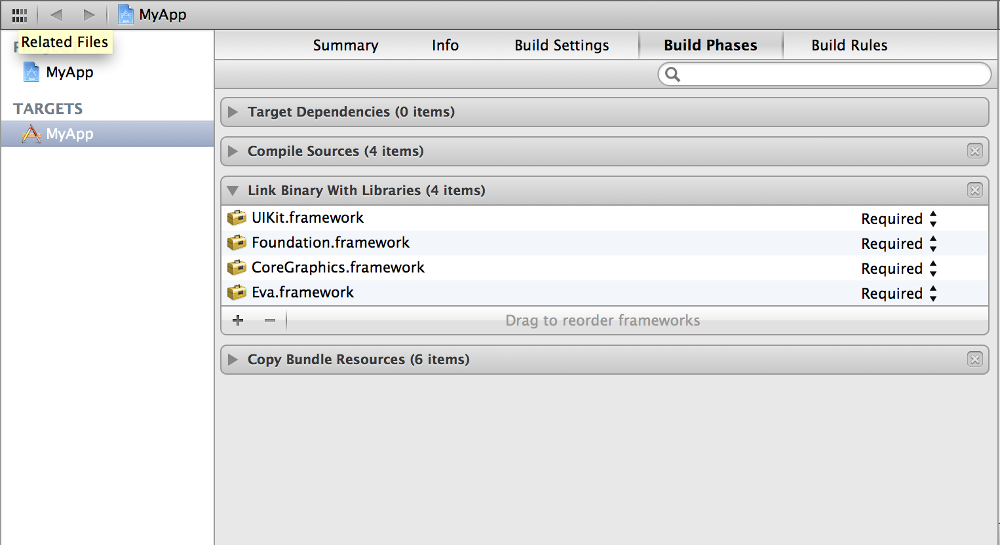 MyApp
Related Files
MyApp
TARGETS
MyApp
Summary
Info
Build Settings
Build Phases
Build Rules
Target Dependencies (0 items)
Compile Sources (4 items)
Link Binary With Libraries (4 items)
UIKit.framework Required
Foundation.framework Required
CoreGraphics.framework Required
Eva.framework Required
Drag to reorder frameworks
Copy Bundle Resources (6 items)